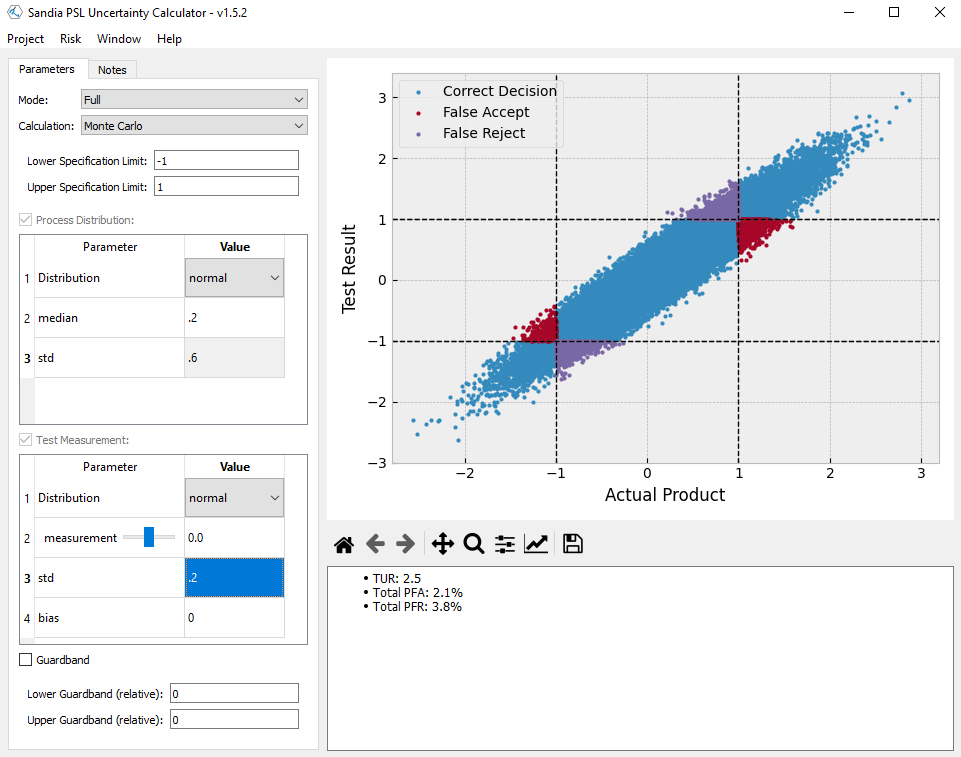 Sandia PSL Uncertainty Calculator - v1.5.2
Project Risk Window Help
Parameters Notes
Mode: Full
Calculation: Monte Carlo
Lower Specification Limit: -1
Upper Specification Limit: 1
Process Distribution:
Parameter Value
1 Distribution normal
2 median .2
3 std .6
Test Measurement:
Parameter Value
1 Distribution normal
2 measurement 0.0
3 std .2
4 bias 0
Guardband
Lower Guardband (relative): 0
Upper Guardband (relative): 0
Correct Decision
False Accept
False Reject
Test Result
3
2
1
0
−1
−2
−3
−2 −1 0 1 2 3
Actual Product
• TUR: 2.5
• Total PFA: 2.1%
• Total PFR: 3.8%